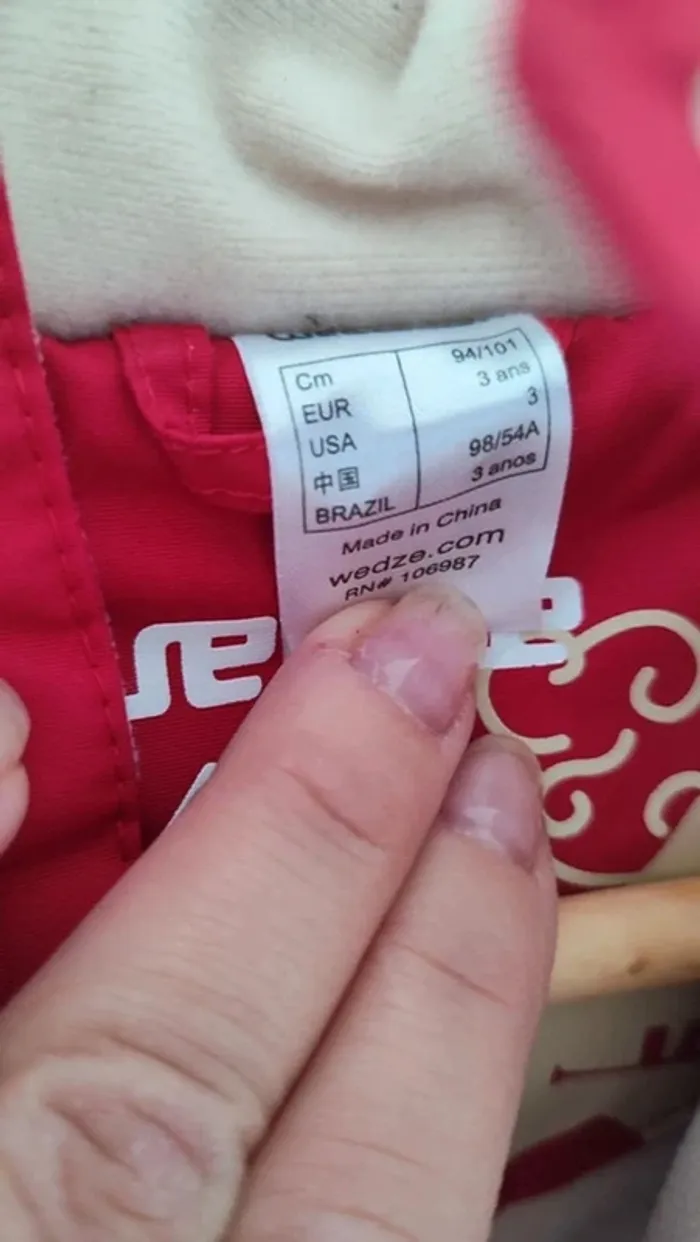 Cm 94/101
EUR 3 ans
USA 3
中国 98/54A
BRAZIL 3 anos
Made in China
wedze.com
RN# 106987